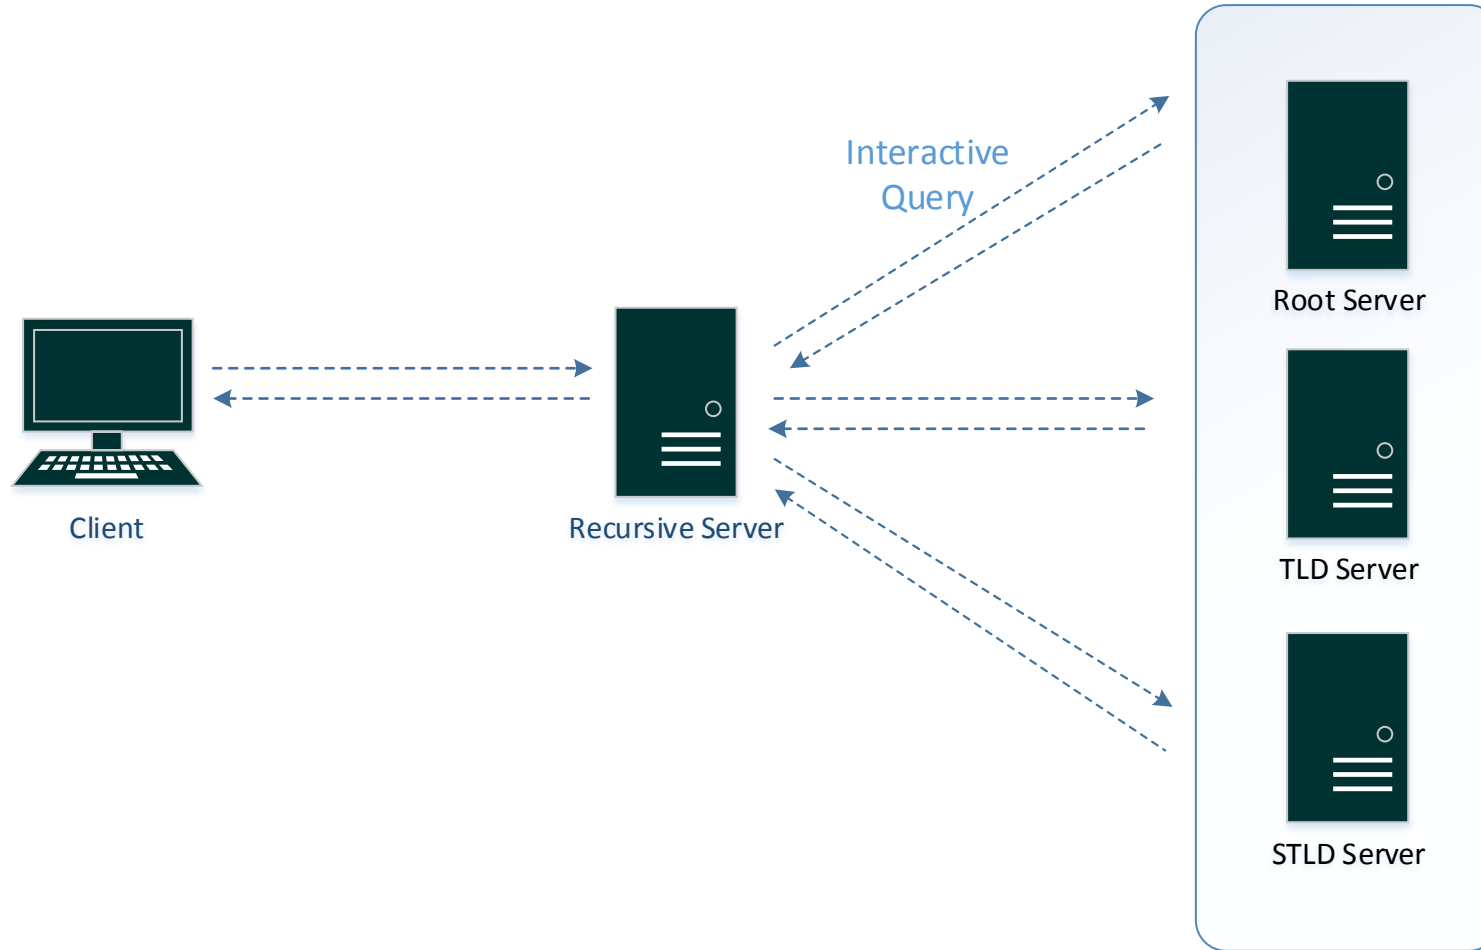 Interactive
Query
Root Server
Client
Recursive Server
TLD Server
STLD Server